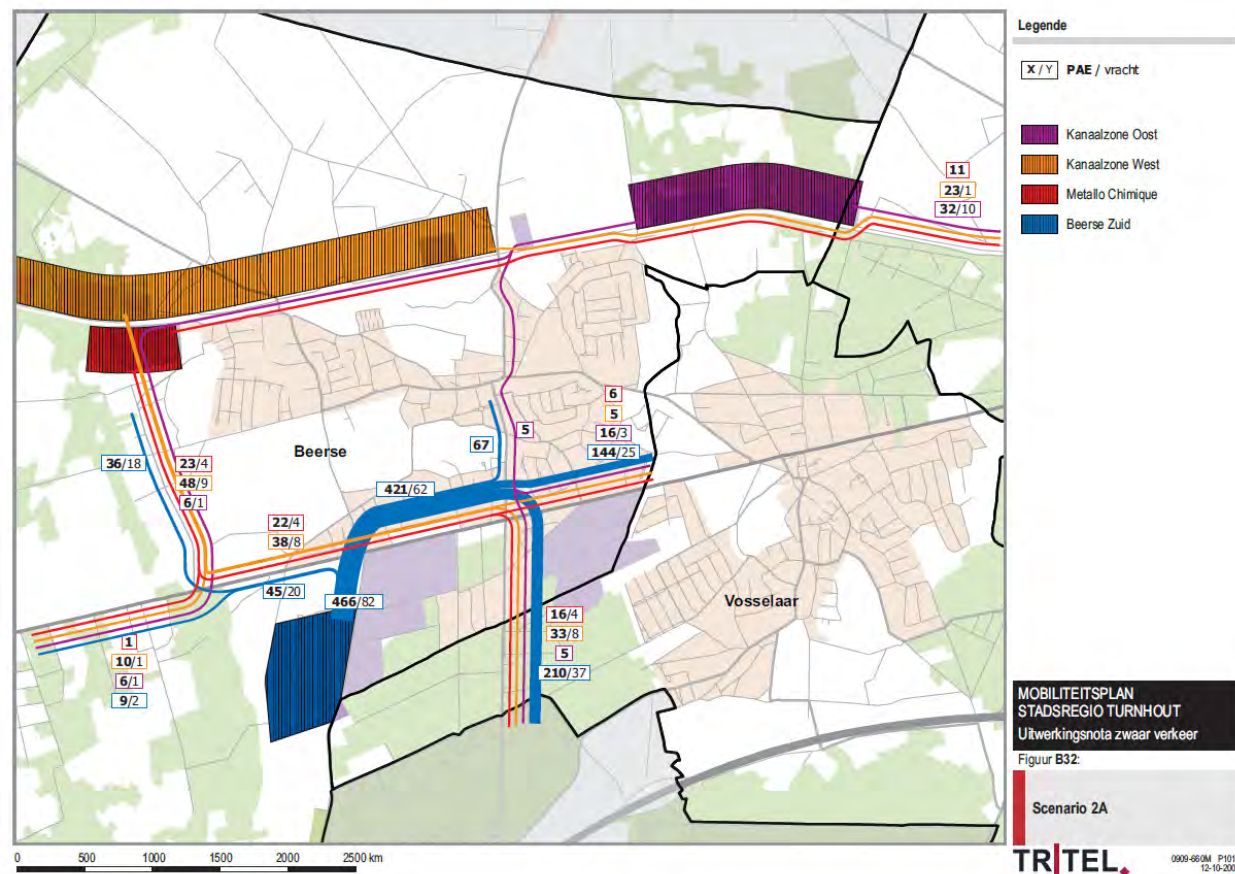 Legende
X / Y PAE / vracht
Kanaalzone Oost
Kanaalzone West
Metallo Chimique
Beerse Zuid
11
23/1
32/10
6
5
16/3
144/25
5
67
Beerse
36/18
23/4
48/9
6/1
421/62
22/4
38/8
45/20
466/82
Vosselaar
1
10/1
6/1
9/2
16/4
33/8
5
210/37
MOBILITEITSPLAN
STADSREGIO TURNHOUT
Uitwerkingsnota zwaar verkeer
Figuur B32:
Scenario 2A
0 500 1000 1500 2000 2500 km
TRITEL
0909-660M P101
12-10-200